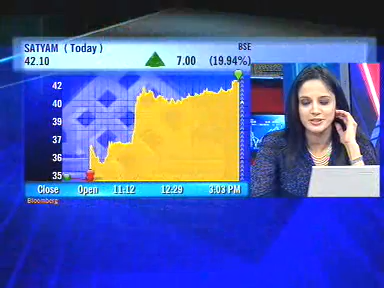 SATYAM (Today)
BSE
42.10 7.00 (19.94%)
42
41
40
39
37
36
35
Close Open 11:12 12:29 3:03 PM
Bloomberg